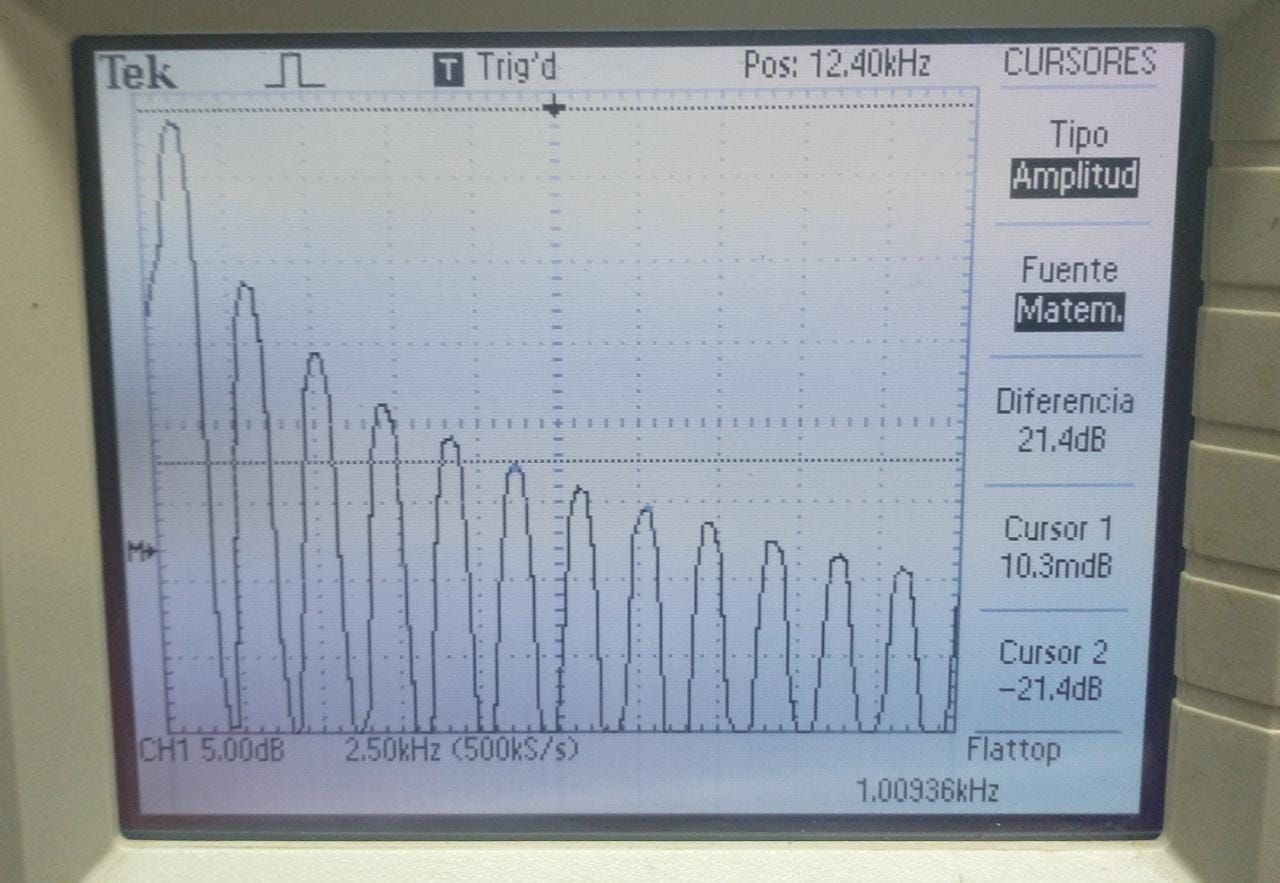 Tek T Trig'd Pos: 12.40kHz CURSORES
Tipo
Amplitud
Fuente
Matem.
Diferencia
21.4dB
Cursor 1
10.3mdB
Cursor 2
-21.4dB
M
CH1 5.00dB 2.50kHz (500kS/s) Flattop
1.00936kHz